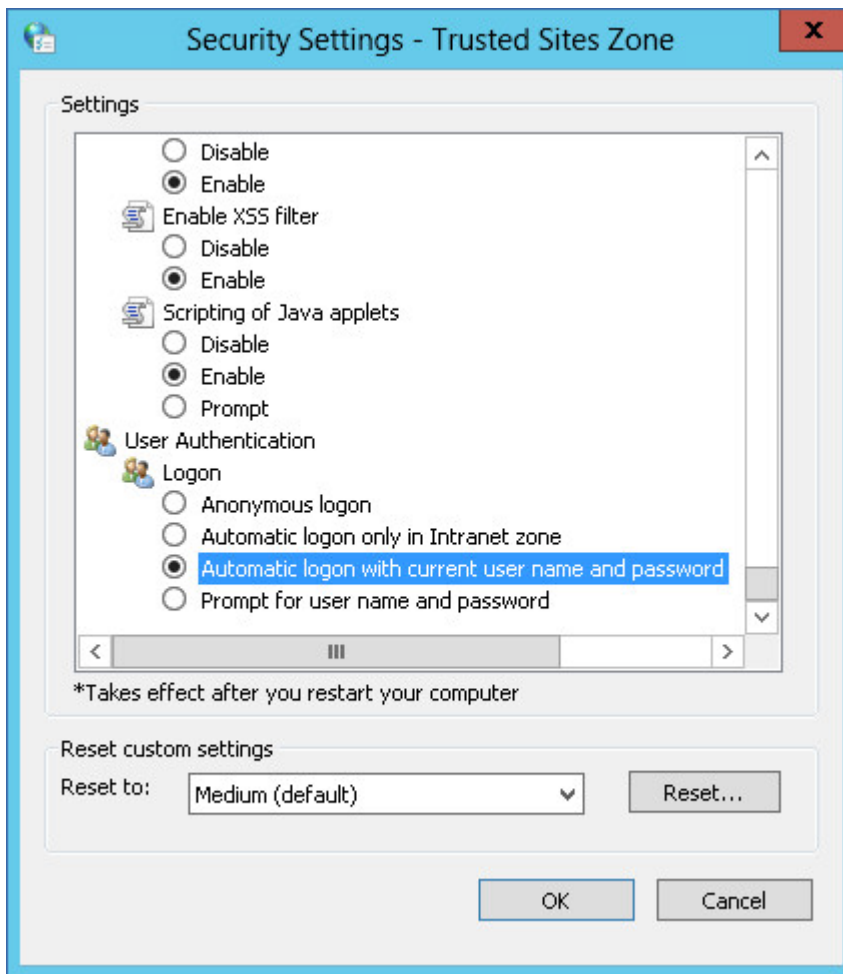 Security Settings - Trusted Sites Zone
x
Settings
Disable
Enable
Enable XSS filter
Disable
Enable
Scripting of Java applets
Disable
Enable
Prompt
User Authentication
Logon
Anonymous logon
Automatic logon only in Intranet zone
Automatic logon with current user name and password
Prompt for user name and password
*Takes effect after you restart your computer
Reset custom settings
Reset to:
Medium (default)
Reset...
OK
Cancel